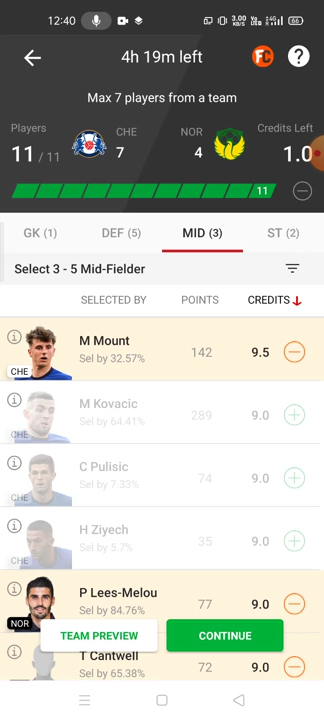 12:40
3.00
66
4h 19m left
FC
?
Max 7 players from a team
Players
11 / 11
CHE
7
NOR
4
Credits Left
1.0
11
GK (1)
DEF (5)
MID (3)
ST (2)
Select 3 - 5 Mid-Fielder
SELECTED BY
POINTS
CREDITS
M Mount
Sel by 32.57%
142
9.5
CHE
M Kovacic
Sel by 64.41%
289
9.0
CHE
C Pulisic
Sel by 7.33%
74
9.0
CHE
H Ziyech
Sel by 5.7%
35
9.0
CHE
P Lees-Melou
Sel by 84.76%
77
9.0
NOR
TEAM PREVIEW
CONTINUE
T Cantwell
Sel by 65.38%
72
9.0